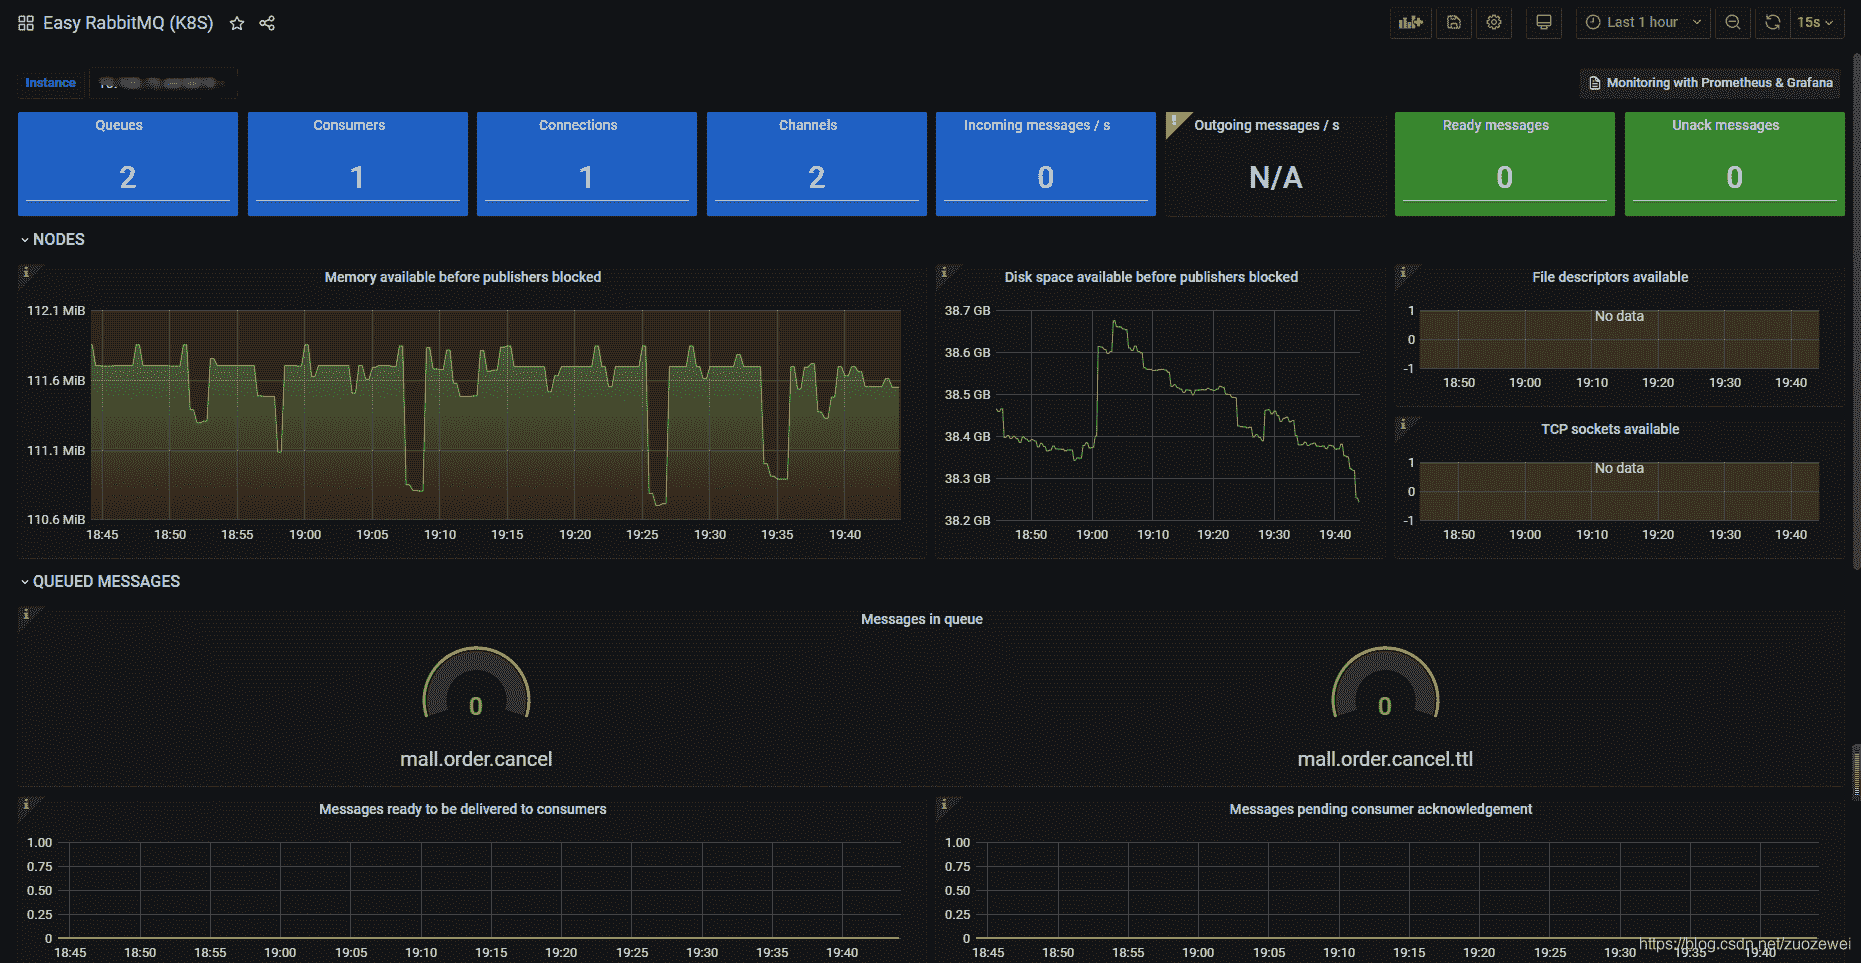 Easy RabbitMQ (K8S)
Last 1 hour
15s
Instance
Monitoring with Prometheus & Grafana
Queues
2
Consumers
1
Connections
1
Channels
2
Incoming messages / s
0
Outgoing messages / s
N/A
Ready messages
0
Unack messages
0
NODES
Memory available before publishers blocked
112.1 MiB
111.6 MiB
111.1 MiB
110.6 MiB
18:45 18:50 18:55 19:00 19:05 19:10 19:15 19:20 19:25 19:30 19:35 19:40
Disk space available before publishers blocked
38.7 GB
38.6 GB
38.5 GB
38.4 GB
38.3 GB
38.2 GB
18:50 19:00 19:10 19:20 19:30 19:40
File descriptors available
1
No data
0
-1
18:50 19:00 19:10 19:20 19:30 19:40
TCP sockets available
1
No data
0
-1
18:50 19:00 19:10 19:20 19:30 19:40
QUEUED MESSAGES
Messages in queue
0
mall.order.cancel
0
mall.order.cancel.ttl
Messages ready to be delivered to consumers
1.00
0.75
0.50
0.25
0
18:45 18:50 18:55 19:00 19:05 19:10 19:15 19:20 19:25 19:30 19:35 19:40
Messages pending consumer acknowledgement
1.00
0.75
0.50
0.25
0
18:45 18:50 18:55 19:00 19:05 19:10 19:15 19:20 19:25 19:30 19:35 19:40
https://blog.csdn.net/zuozewei